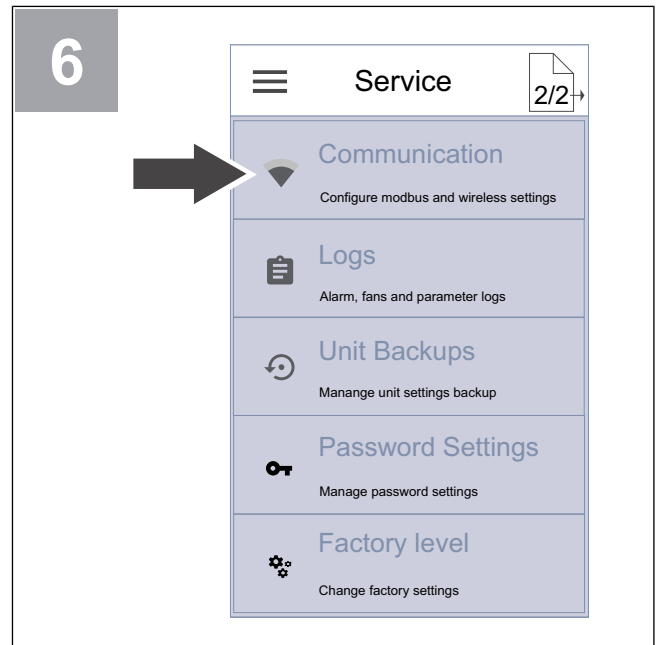 6
Service
2/2
Communication
Configure modbus and wireless settings
Logs
Alarm, fans and parameter logs
Unit Backups
Manange unit settings backup
Password Settings
Manage password settings
Factory level
Change factory settings